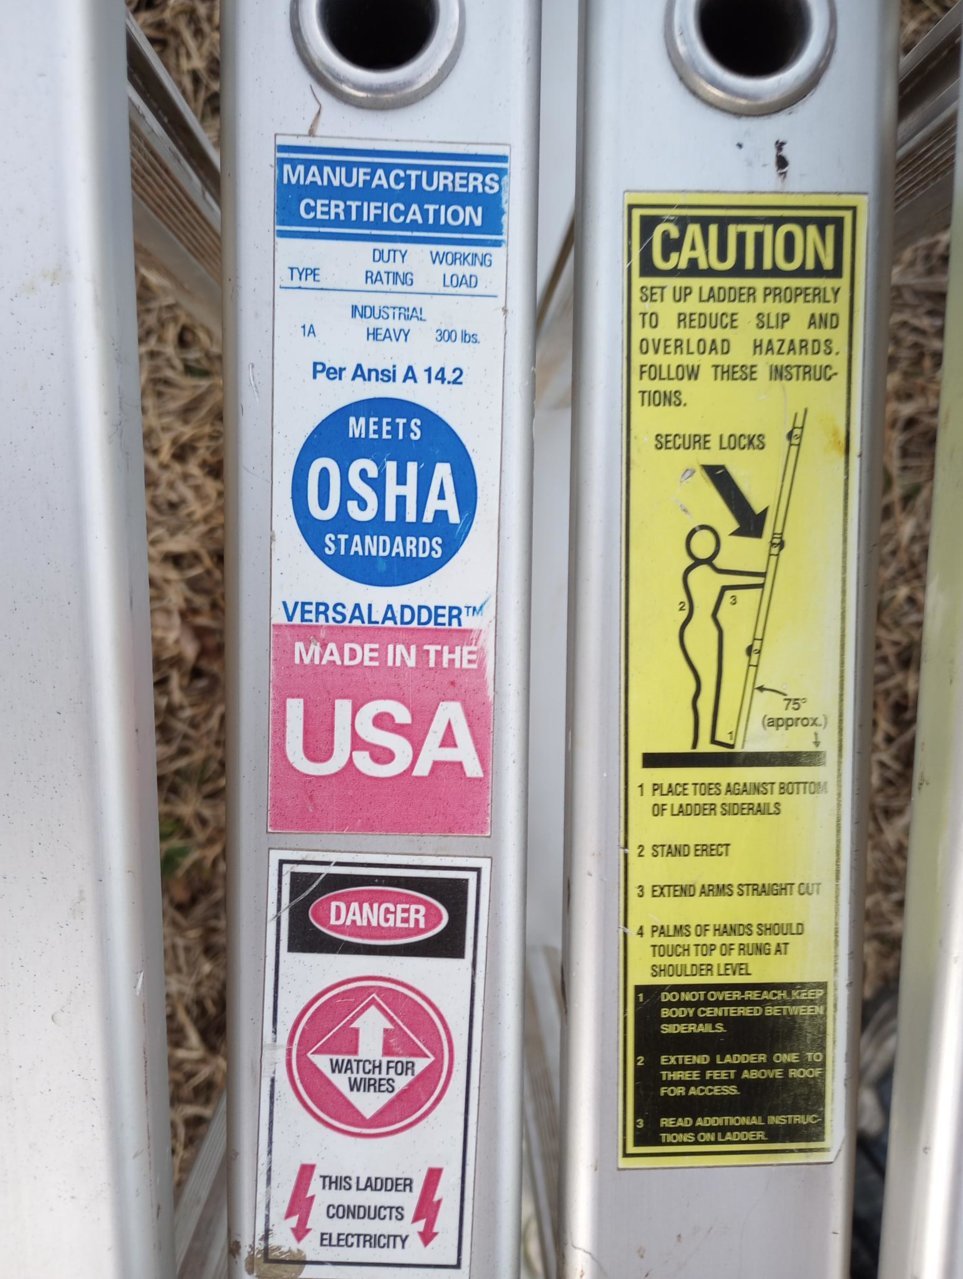 MANUFACTURERS
CERTIFICATION
TYPE DUTY RATING WORKING LOAD
1A INDUSTRIAL HEAVY 300 lbs.
Per Ansi A 14.2
MEETS
OSHA
STANDARDS
VERSALADDER™
MADE IN THE
USA
DANGER
WATCH FOR
WIRES
THIS LADDER
CONDUCTS
ELECTRICITY
CAUTION
SET UP LADDER PROPERLY
TO REDUCE SLIP AND
OVERLOAD HAZARDS.
FOLLOW THESE INSTRUC-
TIONS.
SECURE LOCKS
2
3
75°
(approx.)
1
1 PLACE TOES AGAINST BOTTOM
OF LADDER SIDERAILS
2 STAND ERECT
3 EXTEND ARMS STRAIGHT OUT
4 PALMS OF HANDS SHOULD
TOUCH TOP OF RUNG AT
SHOULDER LEVEL
1 DO NOT OVER-REACH. KEEP
BODY CENTERED BETWEEN
SIDERAILS.
2 EXTEND LADDER ONE TO
THREE FEET ABOVE ROOF
FOR ACCESS.
3 READ ADDITIONAL INSTRUC-
TIONS ON LADDER.